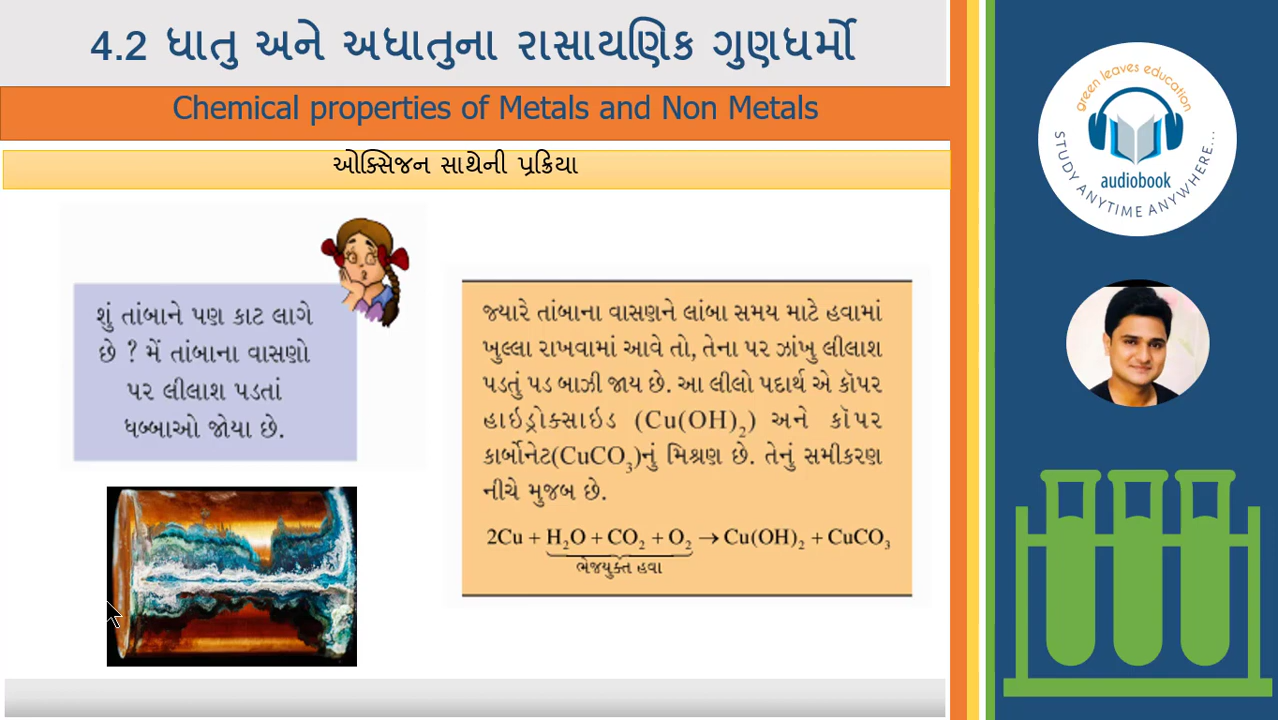 4.2 ધાતુ અને અધાતુના રાસાયણિક ગુણધર્મો
Chemical properties of Metals and Non Metals
ઓક્સિજન સાથેની પ્રક્રિયા
શું તાંબાને પણ કાટ લાગે
છે ? મેં તાંબાના વાસણો
પર લીલાશ પડતાં
ધબ્બાઓ જોયા છે.
જ્યારે તાંબાના વાસણને લાંબા સમય માટે હવામાં
ખુલ્લા રાખવામાં આવે તો, તેના પર ઝાંખુ લીલાશ
પડતું પડ બાઝી જાય છે. આ લીલો પદાર્થ એ કૉપર
હાઇડ્રોક્સાઇડ (Cu(OH)₂) અને કૉપર
કાર્બોનેટ(CuCO₃)નું મિશ્રણ છે. તેનું સમીકરણ
નીચે મુજબ છે.
2Cu + H₂O + CO₂ + O₂ → Cu(OH)₂ + CuCO₃
ભેજયુક્ત હવા
green leaves education
audiobook
STUDY ANYTIME ANYWHERE...